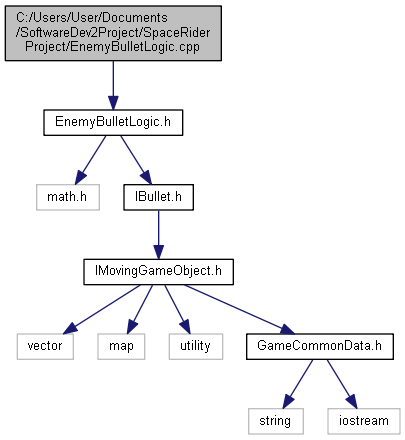 C:/Users/User/Documents
/SoftwareDev2Project/SpaceRider
Project/EnemyBulletLogic.cpp
EnemyBulletLogic.h
math.h
IBullet.h
IMovingGameObject.h
vector
map
utility
GameCommonData.h
string
iostream